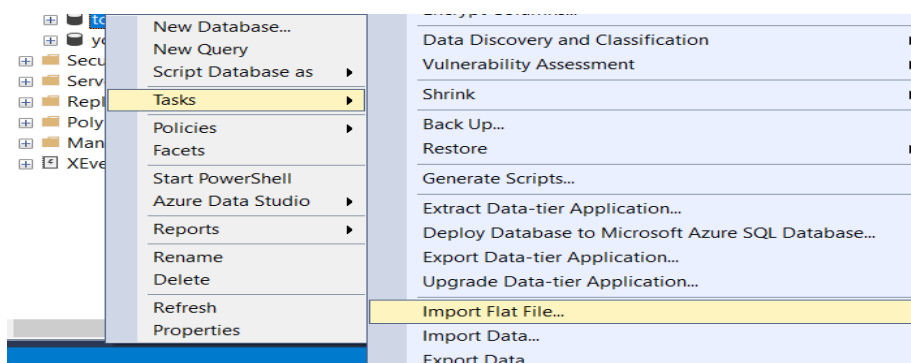 New Database...
New Query
Script Database as
Tasks
Policies
Facets
Start PowerShell
Azure Data Studio
Reports
Rename
Delete
Refresh
Properties
Data Discovery and Classification
Vulnerability Assessment
Shrink
Back Up...
Restore
Generate Scripts...
Extract Data-tier Application...
Deploy Database to Microsoft Azure SQL Database...
Export Data-tier Application...
Upgrade Data-tier Application...
Import Flat File...
Import Data...
Export Data